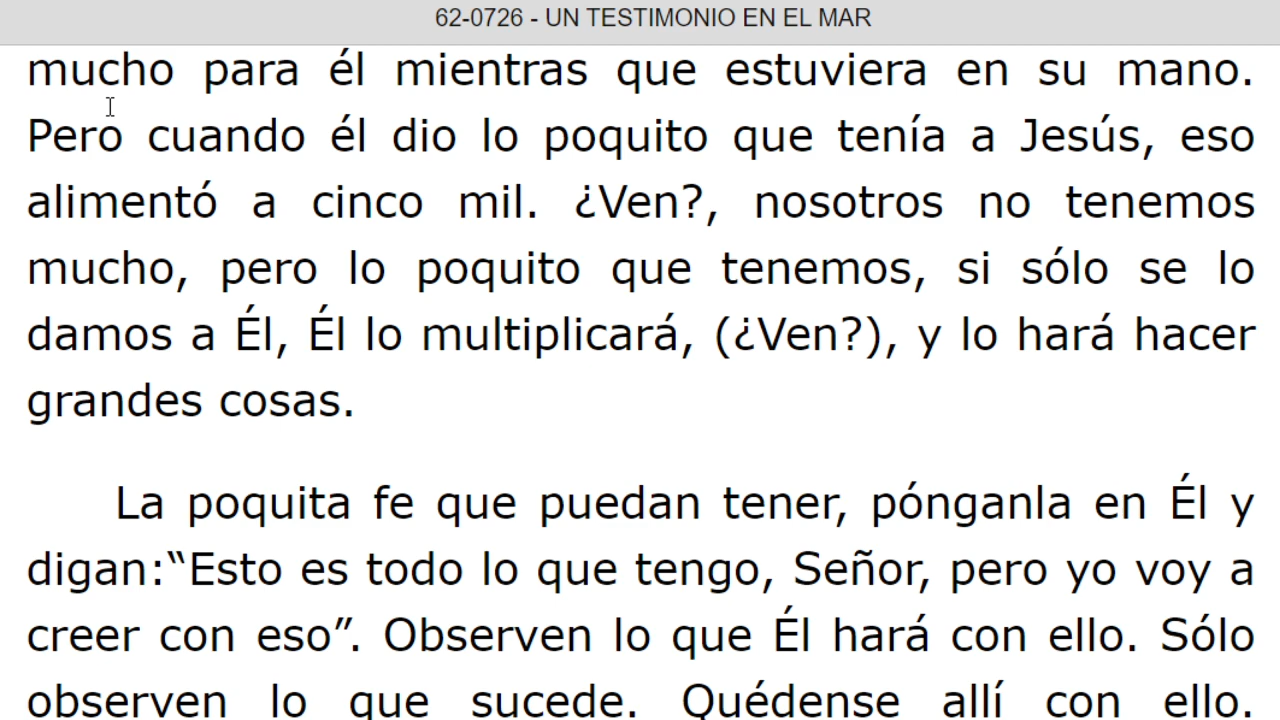 62-0726 - UN TESTIMONIO EN EL MAR
mucho para él mientras que estuviera en su mano.
Pero cuando él dio lo poquito que tenía a Jesús, eso
alimentó a cinco mil. ¿Ven?, nosotros no tenemos
mucho, pero lo poquito que tenemos, si sólo se lo
damos a Él, Él lo multiplicará, (¿Ven?), y lo hará hacer
grandes cosas.
La poquita fe que puedan tener, pónganla en Él y
digan:“Esto es todo lo que tengo, Señor, pero yo voy a
creer con eso”. Observen lo que Él hará con ello. Sólo
observen lo que sucede. Quédense allí con ello.